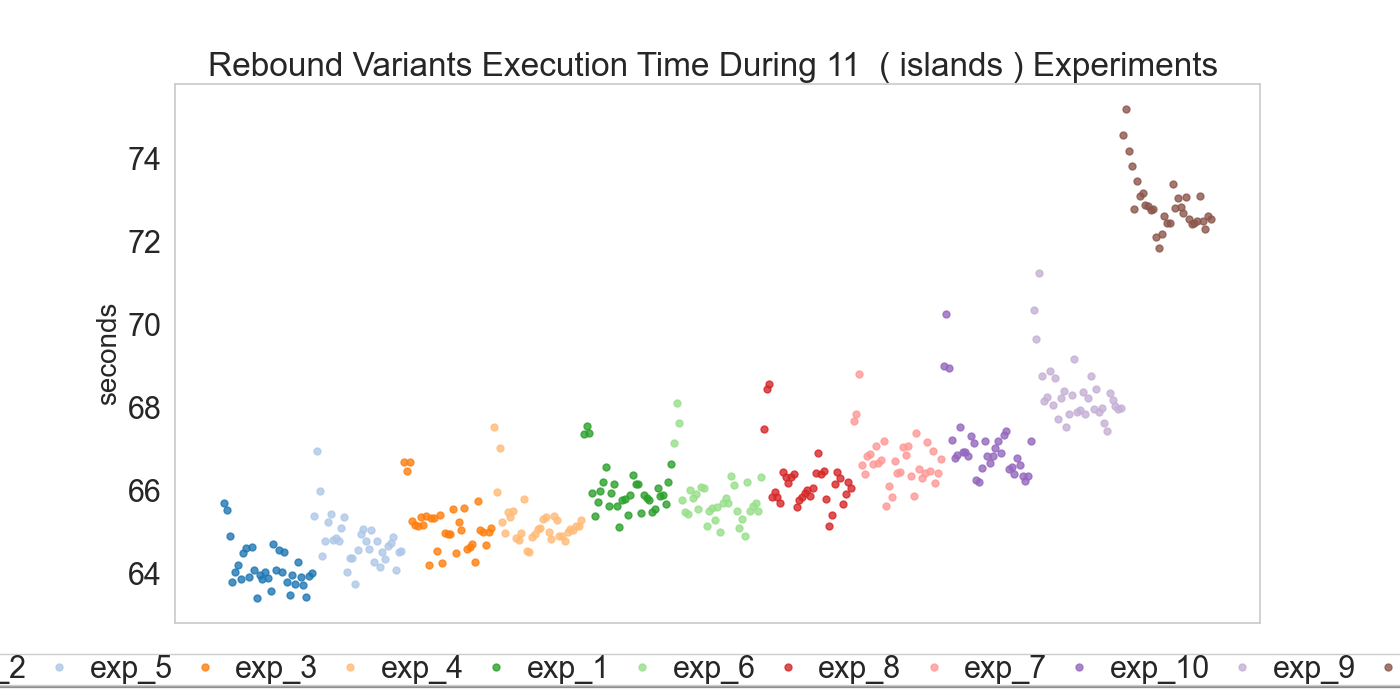 Rebound Variants Execution Time During 11  ( islands ) Experiments
74
72
70
68
66
64
seconds
_2 exp_5 exp_3 exp_4 exp_1 exp_6 exp_8 exp_7 exp_10 exp_9